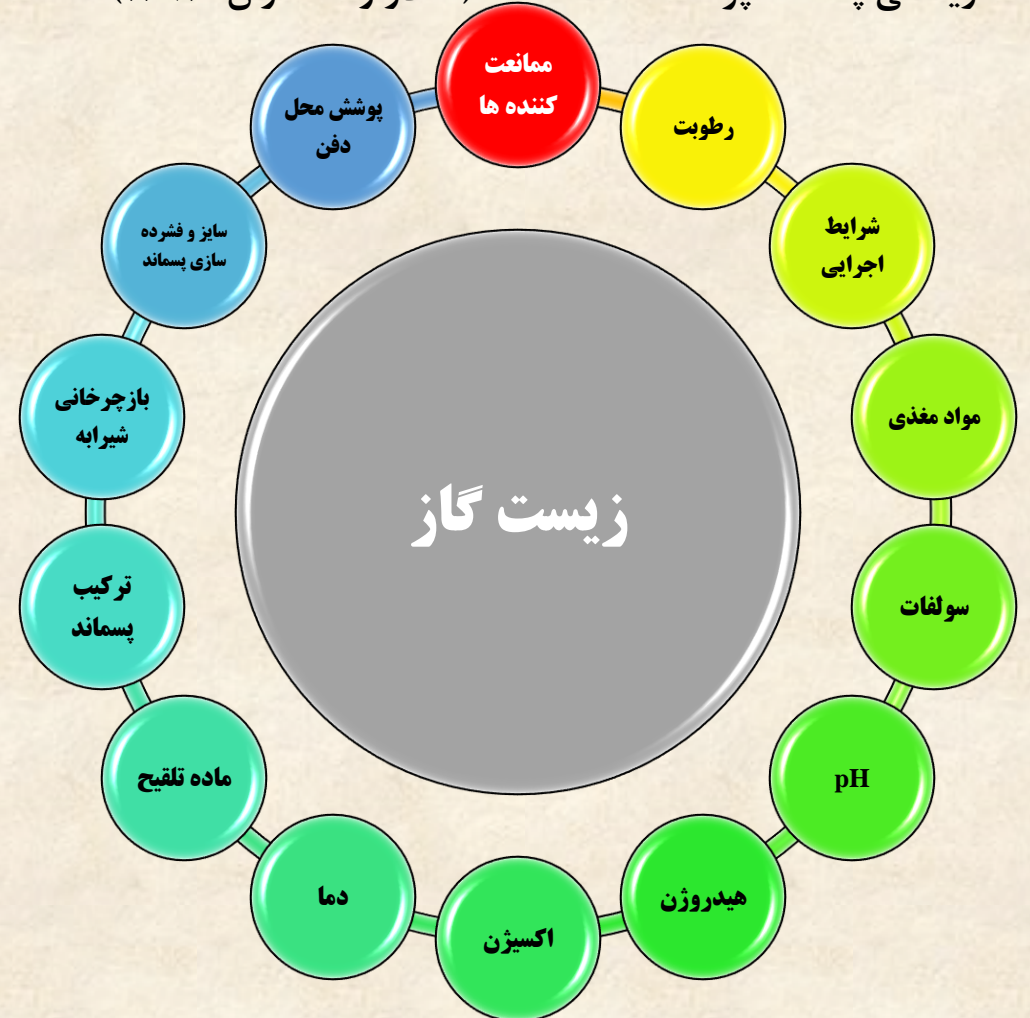 ممانعت
کننده ها
رطوبت
شرایط
اجرایی
مواد مغذی
سولفات
pH
هیدروژن
اکسیژن
دما
ماده تلقیح
ترکیب
پسماند
بازچرخانی
شیرابه
سایز و فشرده
سازی پسماند
پوشش محل
دفن
زیست گاز